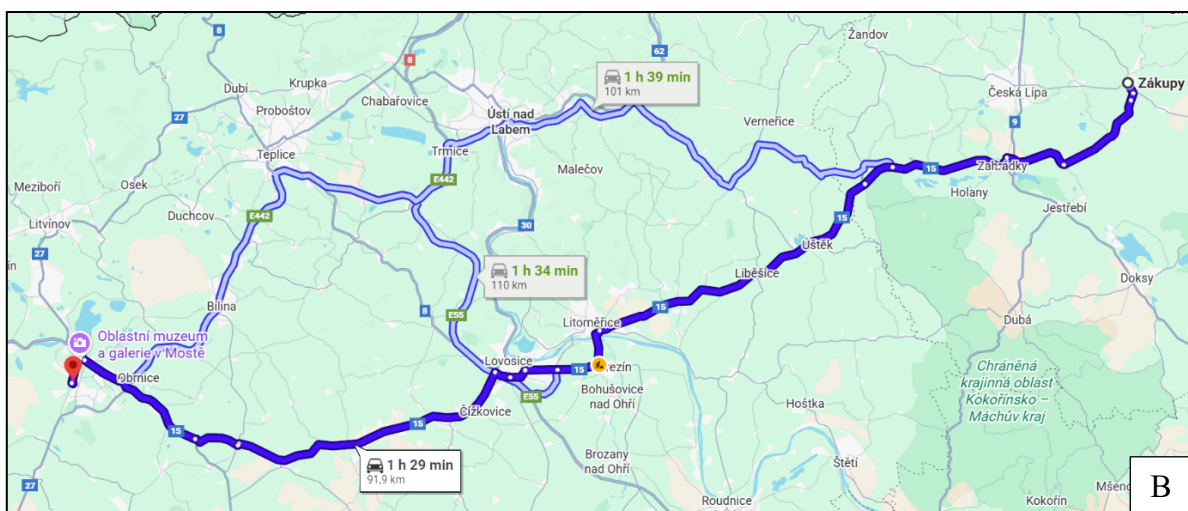 8
62
Žandov
Dubí
Krupka
8
Chabařovice
1 h 39 min
101 km
Zákupy
Proboštov
27
Ústí nad
Labem
Česká Lípa
9
Verneřice
Teplice
Trmice
Malečov
Zahrádky
15
Meziboří
Osek
E442
Holany
Litvínov
Duchcov
E442
30
Jestřebí
27
15
Úštěk
1 h 34 min
110 km
Liběšice
Doksy
Bílina
8
E55
15
Litoměřice
Dubá
Oblastní muzeum
a galerie v Mostě
Lovosice
15
Obrnice
Bohušovice
nad Ohří
Chráněná
krajinná oblast
Kokořínsko –
Máchův kraj
E55
Čížkovice
Hoštka
15
15
1 h 29 min
91,9 km
Brozany
nad Ohří
Štětí
27
Roudnice
Kokořín
Mšeno
B